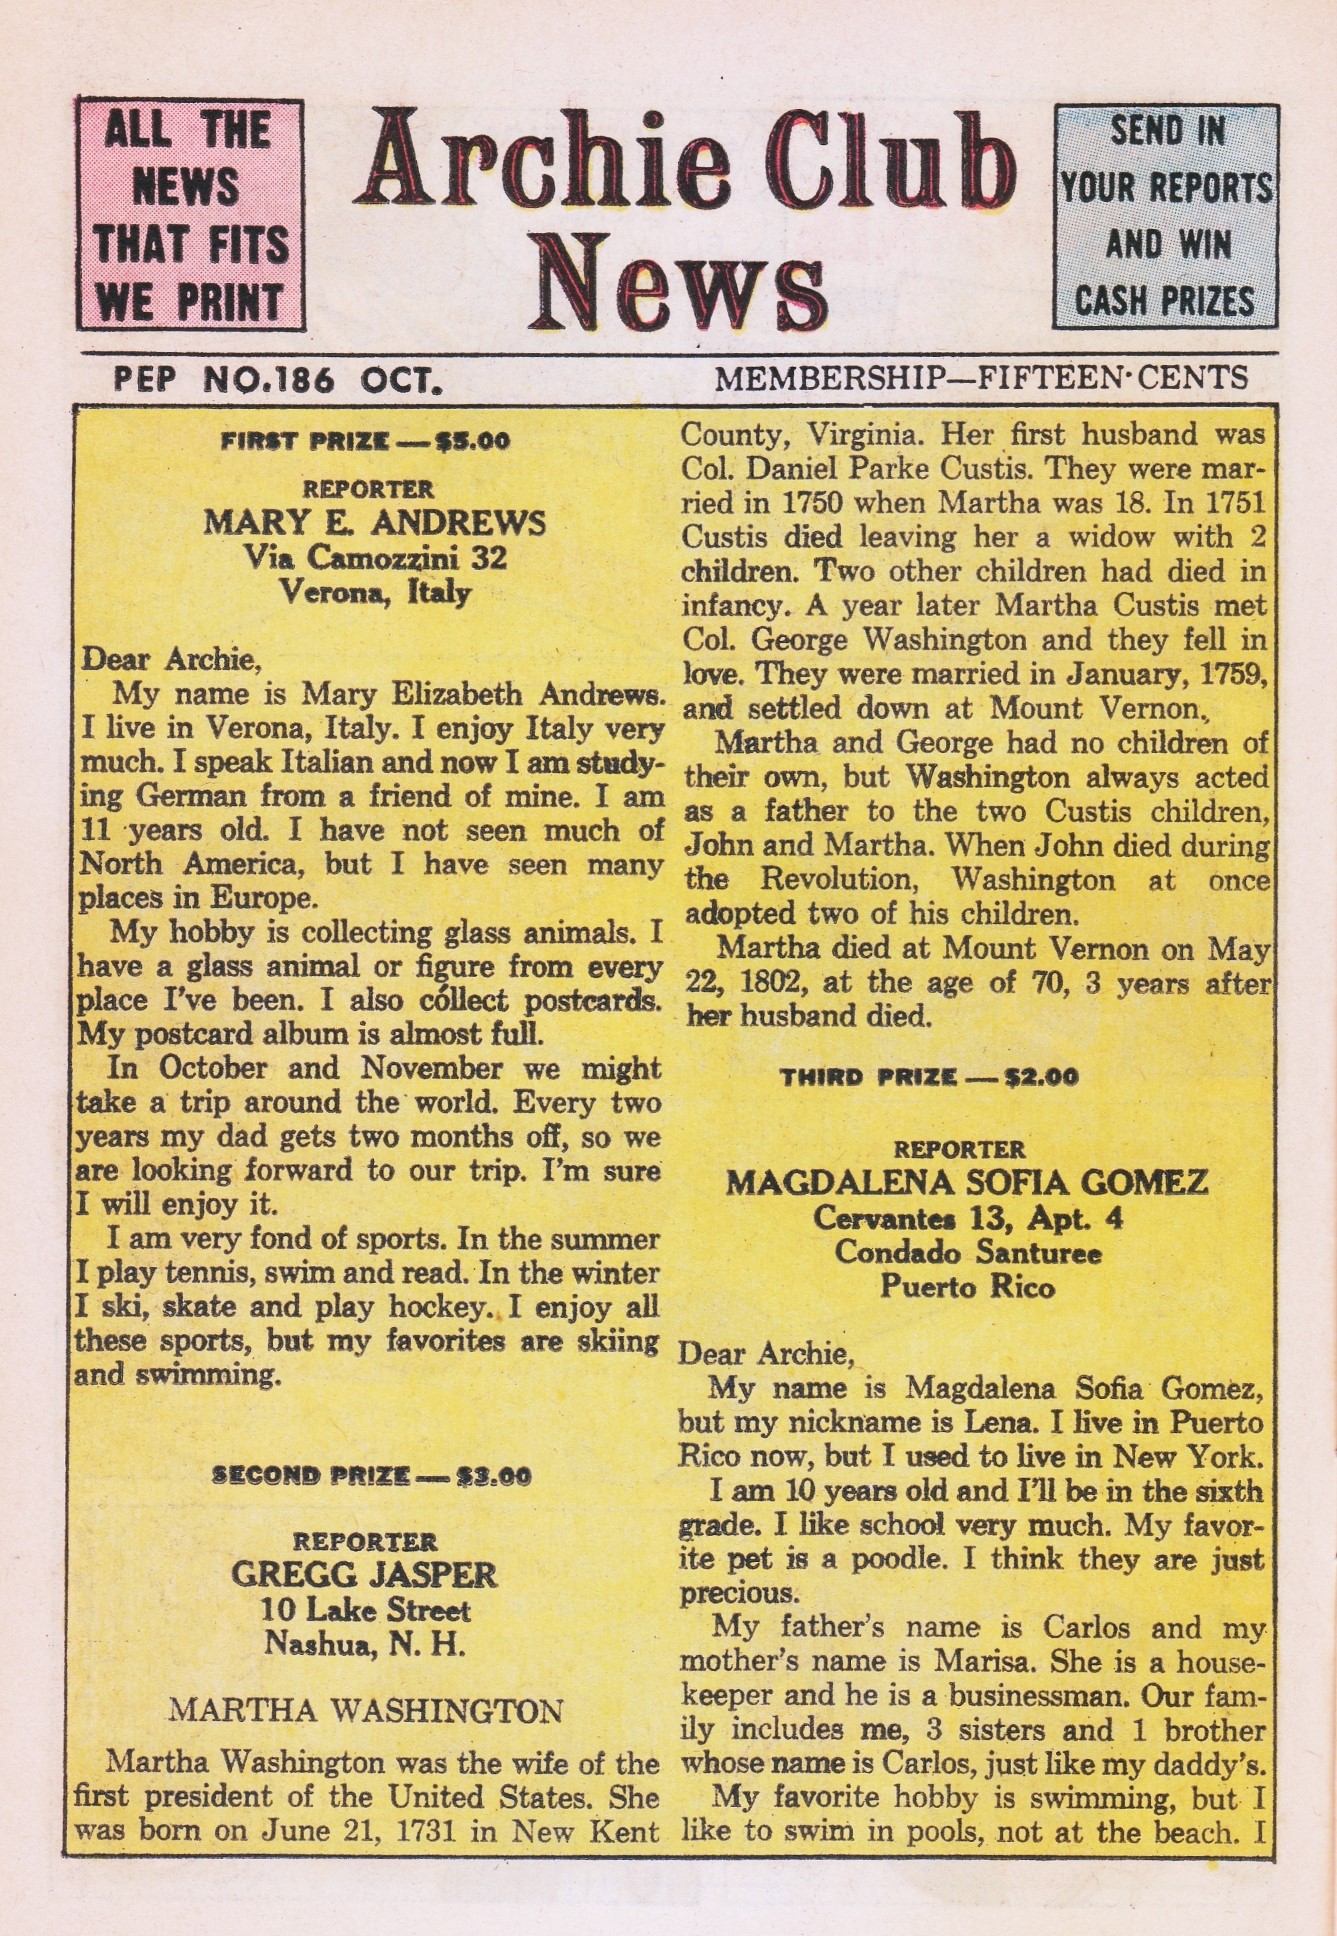 ALL THE
NEWS
THAT FITS
WE PRINT
Archie Club
News
SEND IN
YOUR REPORTS
AND WIN
CASH PRIZES
PEP NO.186 OCT.
MEMBERSHIP—FIFTEEN CENTS
FIRST PRIZE — $5.00
REPORTER
MARY E. ANDREWS
Via Camozzini 32
Verona, Italy
Dear Archie,
My name is Mary Elizabeth Andrews.
I live in Verona, Italy. I enjoy Italy very
much. I speak Italian and now I am study-
ing German from a friend of mine. I am
11 years old. I have not seen much of
North America, but I have seen many
places in Europe.
My hobby is collecting glass animals. I
have a glass animal or figure from every
place I've been. I also collect postcards.
My postcard album is almost full.
In October and November we might
take a trip around the world. Every two
years my dad gets two months off, so we
are looking forward to our trip. I'm sure
I will enjoy it.
I am very fond of sports. In the summer
I play tennis, swim and read. In the winter
I ski, skate and play hockey. I enjoy all
these sports, but my favorites are skiing
and swimming.
SECOND PRIZE — $3.00
REPORTER
GREGG JASPER
10 Lake Street
Nashua, N. H.
MARTHA WASHINGTON
Martha Washington was the wife of the
first president of the United States. She
was born on June 21, 1731 in New Kent
County, Virginia. Her first husband was
Col. Daniel Parke Custis. They were mar-
ried in 1750 when Martha was 18. In 1751
Custis died leaving her a widow with 2
children. Two other children had died in
infancy. A year later Martha Custis met
Col. George Washington and they fell in
love. They were married in January, 1759,
and settled down at Mount Vernon.
Martha and George had no children of
their own, but Washington always acted
as a father to the two Custis children,
John and Martha. When John died during
the Revolution, Washington at once
adopted two of his children.
Martha died at Mount Vernon on May
22, 1802, at the age of 70, 3 years after
her husband died.
THIRD PRIZE — $2.00
REPORTER
MAGDALENA SOFIA GOMEZ
Cervantes 13, Apt. 4
Condado Santuree
Puerto Rico
Dear Archie,
My name is Magdalena Sofia Gomez,
but my nickname is Lena. I live in Puerto
Rico now, but I used to live in New York.
I am 10 years old and I'll be in the sixth
grade. I like school very much. My favor-
ite pet is a poodle. I think they are just
precious.
My father's name is Carlos and my
mother's name is Marisa. She is a house-
keeper and he is a businessman. Our fam-
ily includes me, 3 sisters and 1 brother
whose name is Carlos, just like my daddy's.
My favorite hobby is swimming, but I
like to swim in pools, not at the beach. I